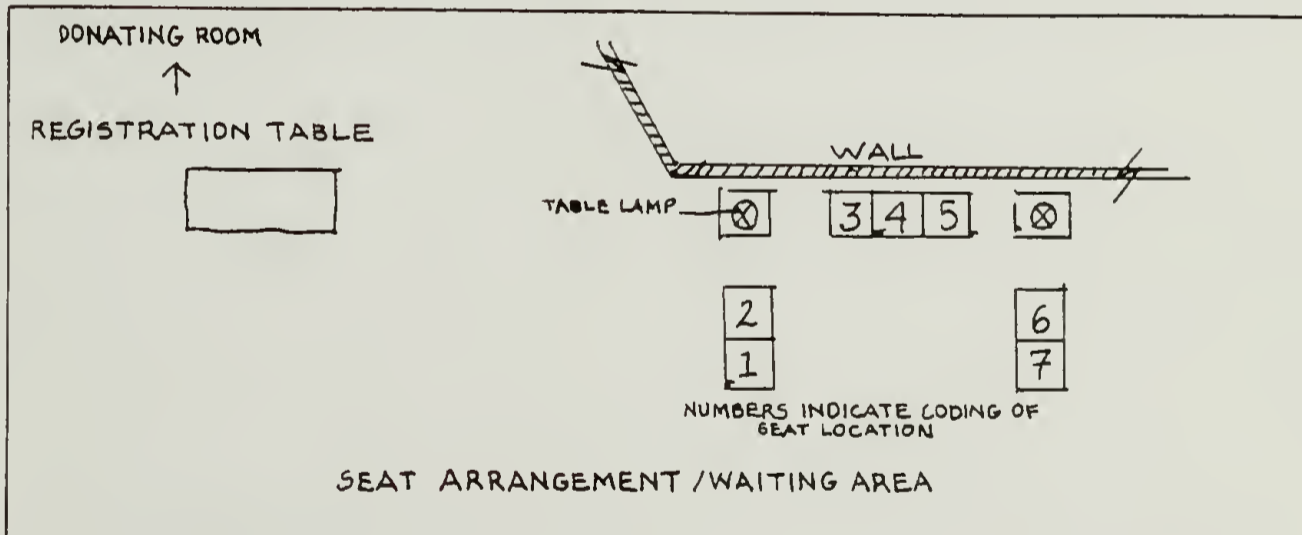 DONATING ROOM
REGISTRATION TABLE
WALL
TABLE LAMP
3 4 5
2
1
6
7
NUMBERS INDICATE CODING OF
SEAT LOCATION
SEAT ARRANGEMENT / WAITING AREA